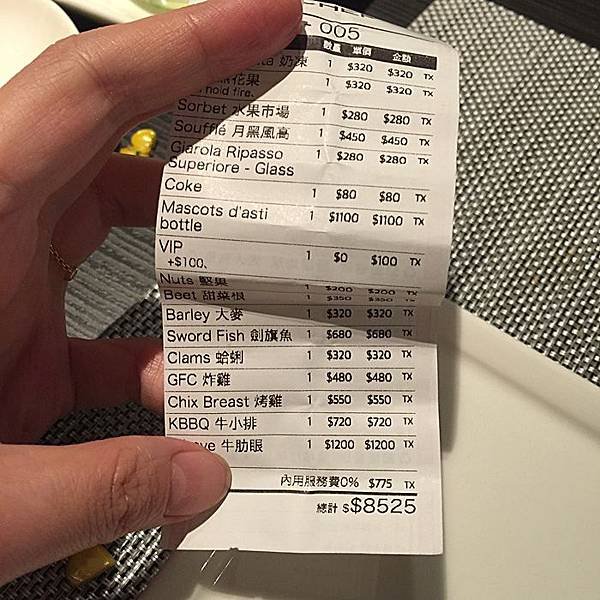 005
數量 單價 金額
奶凍 1 $320 $320 TX
花果 1 $320 $320 TX
hold fire.
Sorbet 水果市場 1 $280 $280 TX
Soufflé 月黑風高 1 $450 $450 TX
Giarola Ripasso 1 $280 $280 TX
Superiore - Glass
Coke 1 $80 $80 TX
Mascots d'asti 1 $1100 $1100 TX
bottle
VIP 1 $0 $100 TX
+$100.
Nuts 堅果 1 $200 $200 TX
Beet 甜菜根 1 $350 $350 TX
Barley 大麥 1 $320 $320 TX
Sword Fish 劍旗魚 1 $680 $680 TX
Clams 蛤蜊 1 $320 $320 TX
GFC 炸雞 1 $480 $480 TX
Chix Breast 烤雞 1 $550 $550 TX
KBBQ 牛小排 1 $720 $720 TX
牛肋眼 1 $1200 $1200 TX
內用服務費0% $775 TX
總計 $$8525